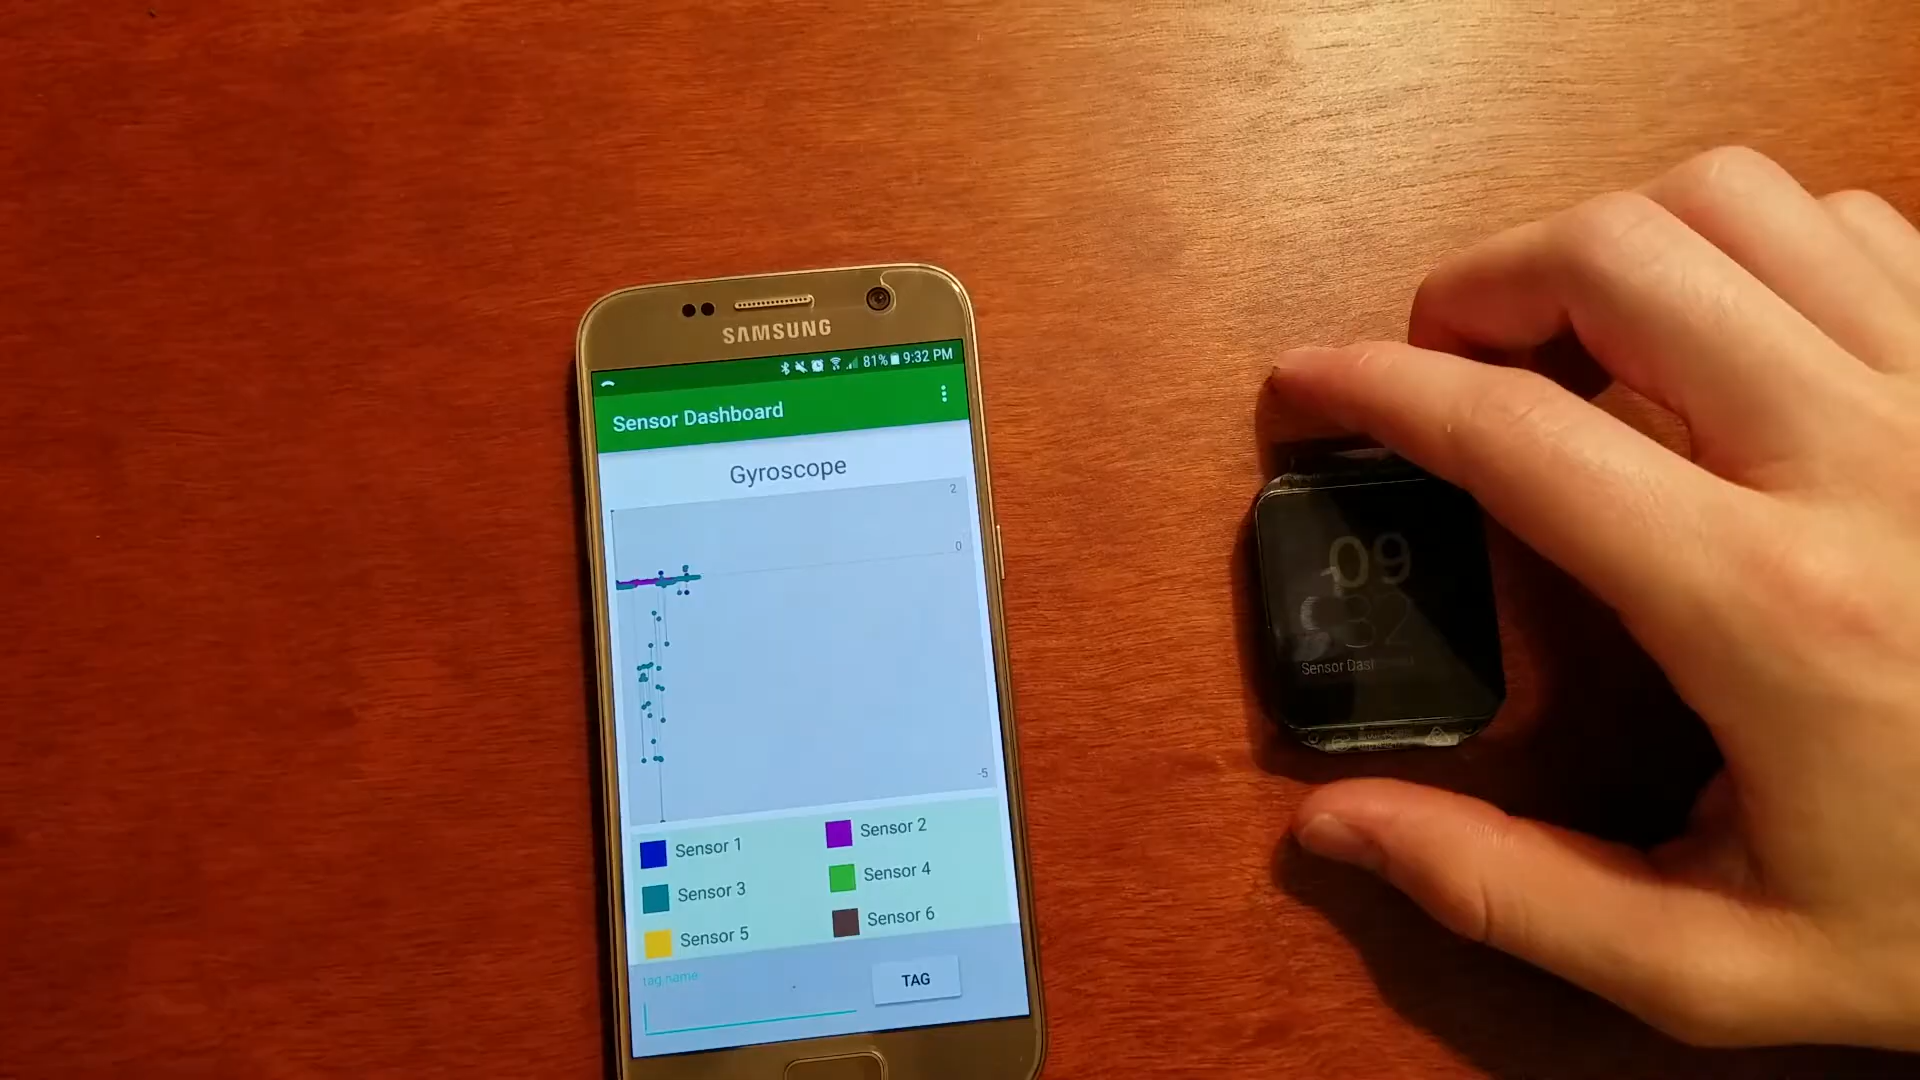 SAMSUNG
81% 9:32 PM
Sensor Dashboard
Gyroscope
2
0
-5
Sensor 1
Sensor 2
Sensor 3
Sensor 4
Sensor 5
Sensor 6
tag name
TAG
09
32
Sensor Das